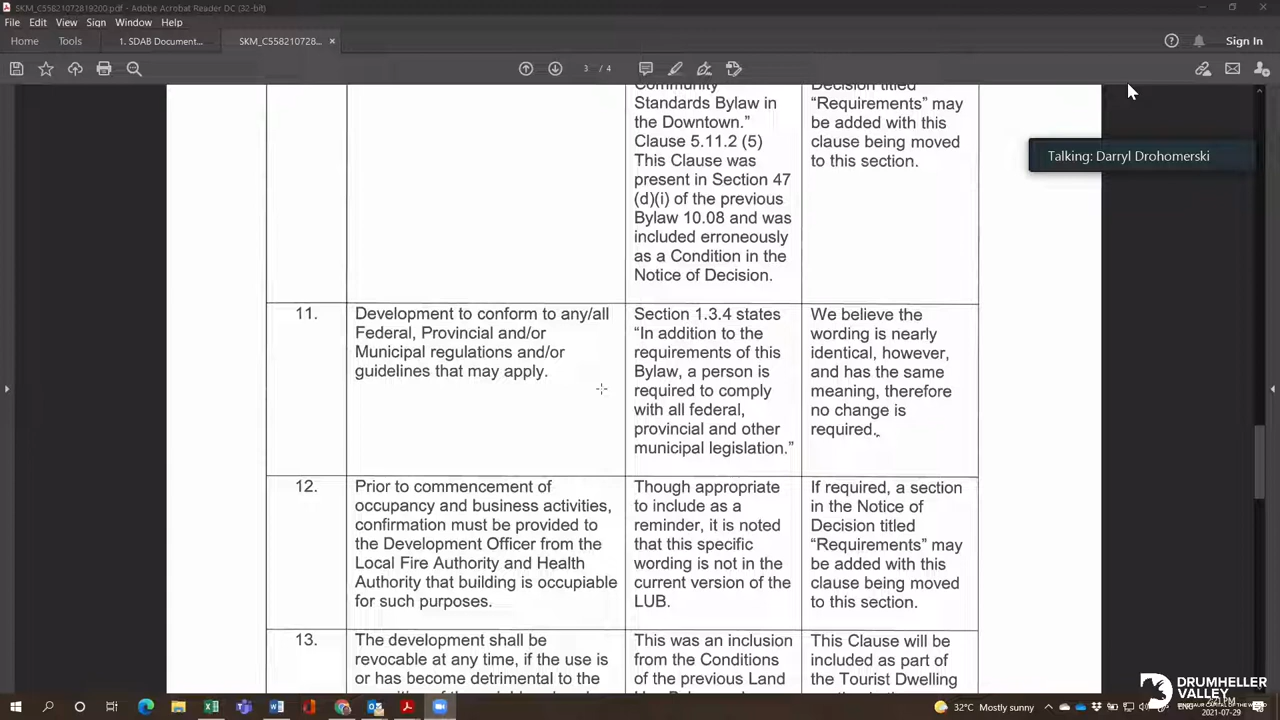 SKM_C55821072819200.pdf - Adobe Acrobat Reader DC (32-bit)
File Edit View Sign Window Help
Home Tools 1. SDAB Document... SKM_C558210728... × Sign In
3 / 4
Community
Standards Bylaw in
the Downtown.”
Clause 5.11.2 (5)
This Clause was
present in Section 47
(d)(i) of the previous
Bylaw 10.08 and was
included erroneously
as a Condition in the
Notice of Decision.
Decision titled
“Requirements” may
be added with this
clause being moved
to this section.
Talking: Darryl Drohomerski
11.
Development to conform to any/all
Federal, Provincial and/or
Municipal regulations and/or
guidelines that may apply.
Section 1.3.4 states
“In addition to the
requirements of this
Bylaw, a person is
required to comply
with all federal,
provincial and other
municipal legislation.”
We believe the
wording is nearly
identical, however,
and has the same
meaning, therefore
no change is
required.
12.
Prior to commencement of
occupancy and business activities,
confirmation must be provided to
the Development Officer from the
Local Fire Authority and Health
Authority that building is occupiable
for such purposes.
Though appropriate
to include as a
reminder, it is noted
that this specific
wording is not in the
current version of the
LUB.
If required, a section
in the Notice of
Decision titled
“Requirements” may
be added with this
clause being moved
to this section.
13.
The development shall be
revocable at any time, if the use is
or has become detrimental to the
This was an inclusion
from the Conditions
of the previous Land
This Clause will be
included as part of
the Tourist Dwelling
DRUMHELLER
VALLEY
32°C Mostly sunny
ENG
2021-07-29